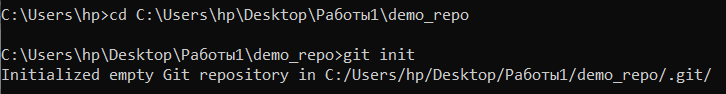 C:\Users\hp>cd C:\Users\hp\Desktop\Работы1\demo_repo
C:\Users\hp\Desktop\Работы1\demo_repo>git init
Initialized empty Git repository in C:/Users/hp/Desktop/Работы1/demo_repo/.git/